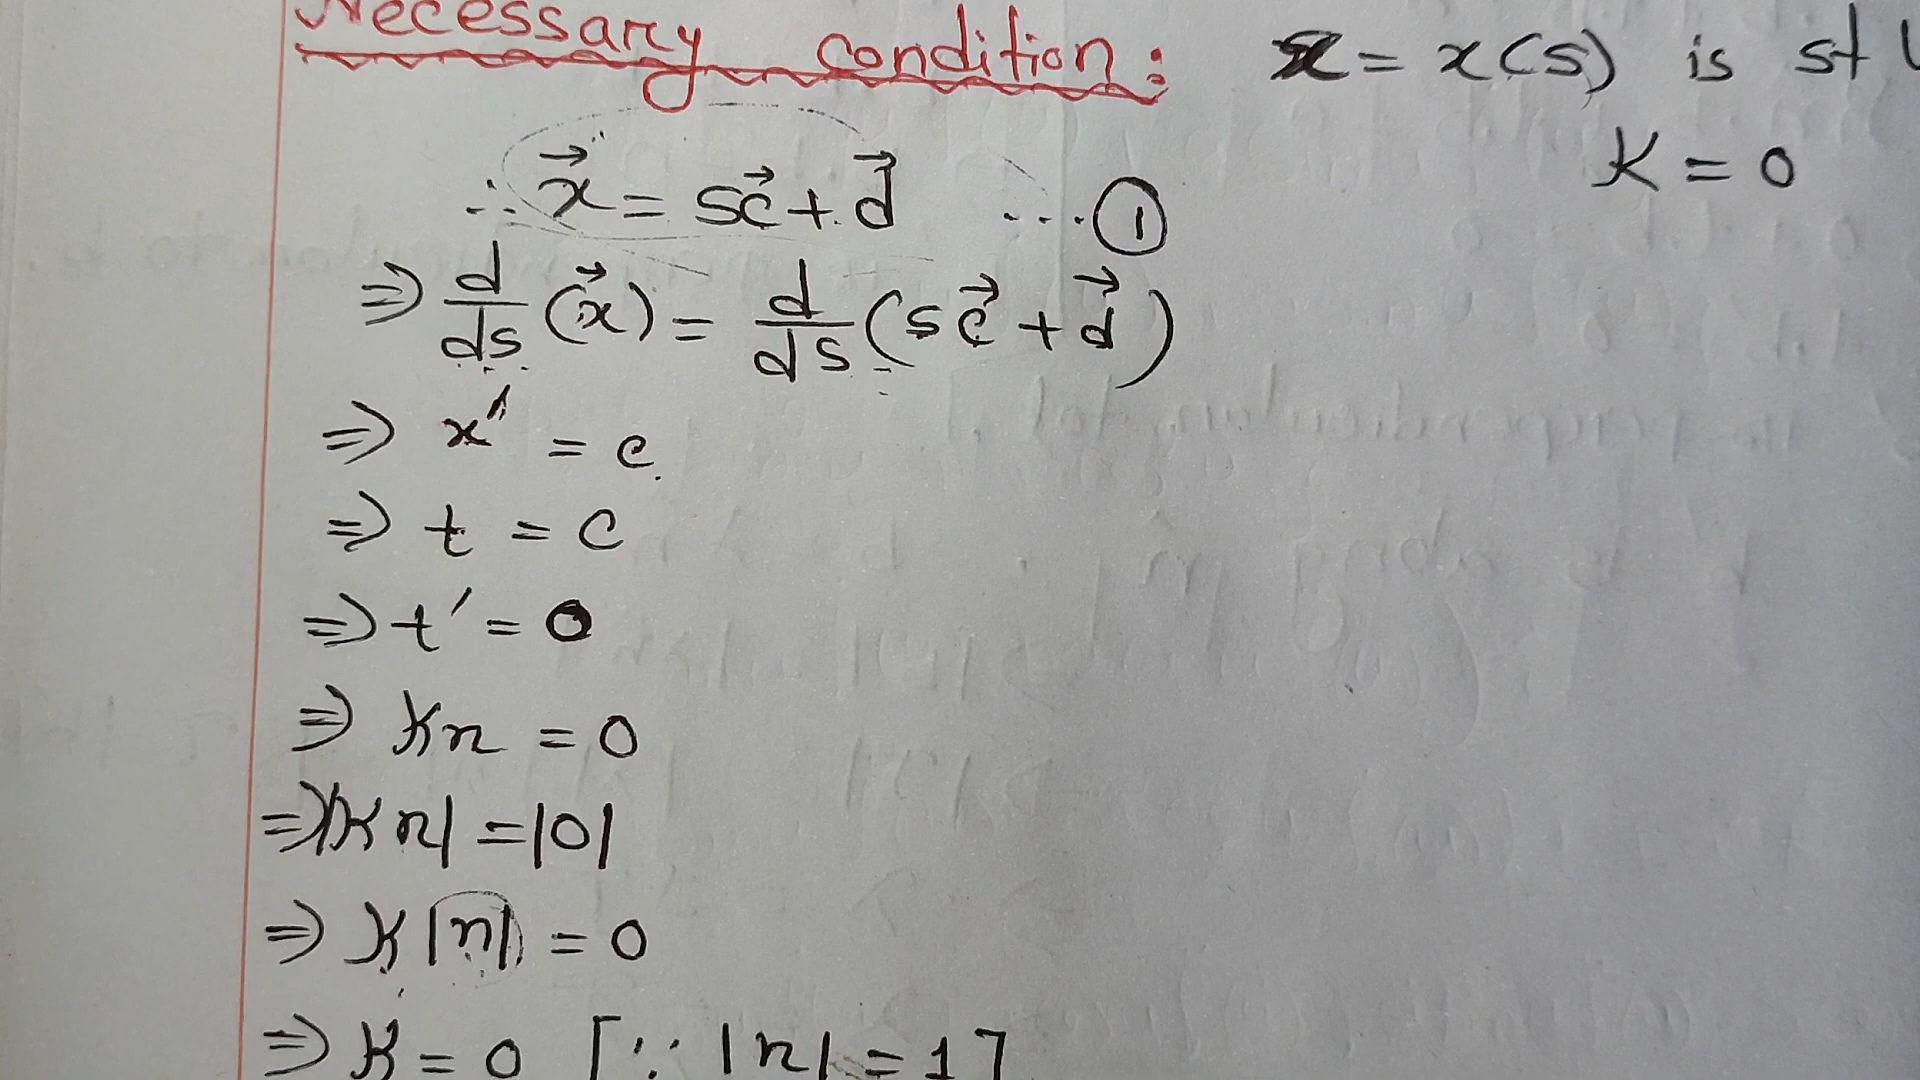 Necessary condition:
x = x(s) is st
K = 0
∴ x⃗ = sc⃗ + d⃗ ...①
⇒ d/ds (x⃗) = d/ds (sc⃗ + d⃗)
⇒ x' = c
⇒ t = c
⇒ t' = 0
⇒ Kn = 0
⇒ |Kn| = |0|
⇒ K|n| = 0
⇒ K = 0 [∵ |n| = 1]